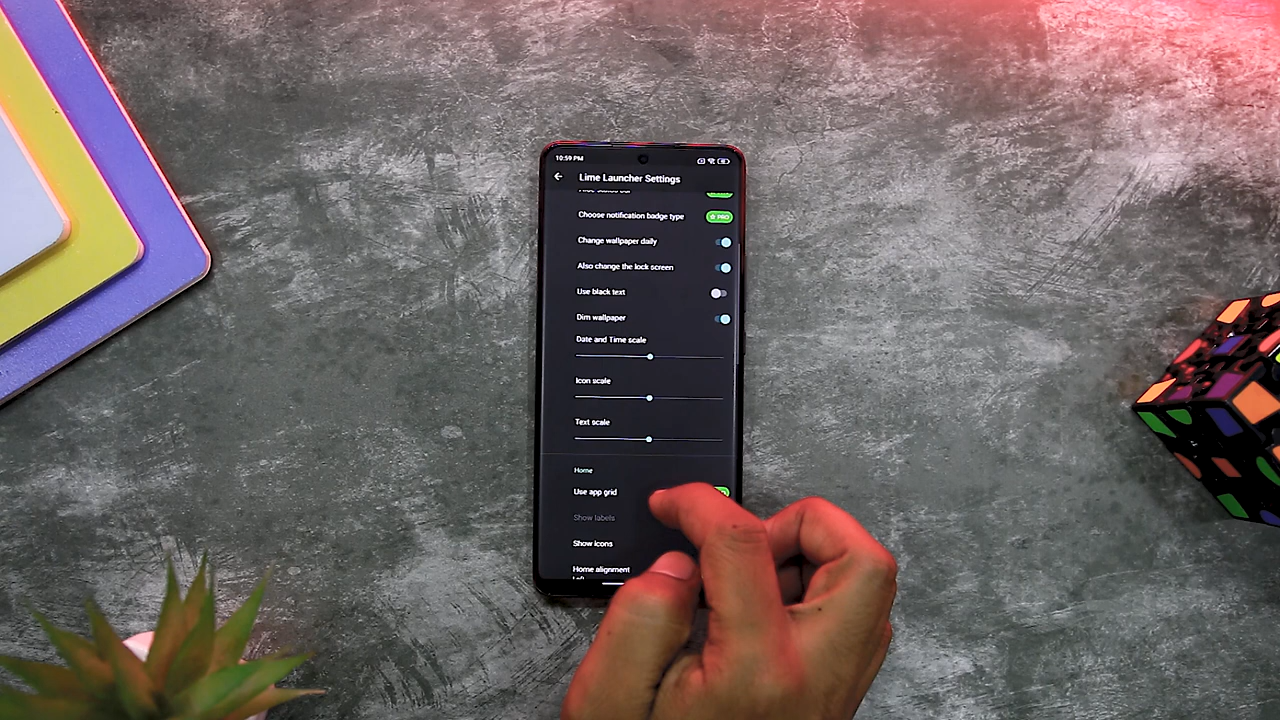 10:59 PM
Lime Launcher Settings
Choose notification badge type
PRO
Change wallpaper daily
Also change the lock screen
Use black text
Dim wallpaper
Date and Time scale
Icon scale
Text scale
Home
Use app grid
Show labels
Show icons
Home alignment